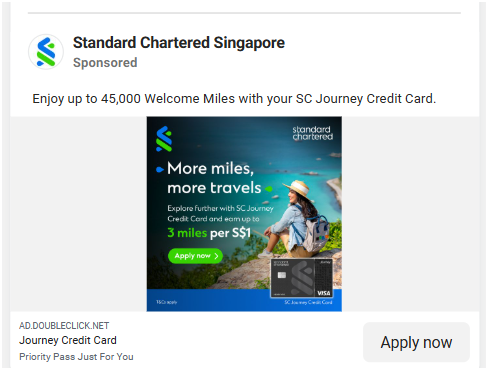 Standard Chartered Singapore
Sponsored
Enjoy up to 45,000 Welcome Miles with your SC Journey Credit Card.
standard
chartered
More miles,
more travels
Explore further with SC Journey
Credit Card and earn up to
3 miles per S$1
Apply now
VISA
T&Cs apply
SC Journey Credit Card
AD.DOUBLECLICK.NET
Journey Credit Card
Priority Pass Just For You
Apply now